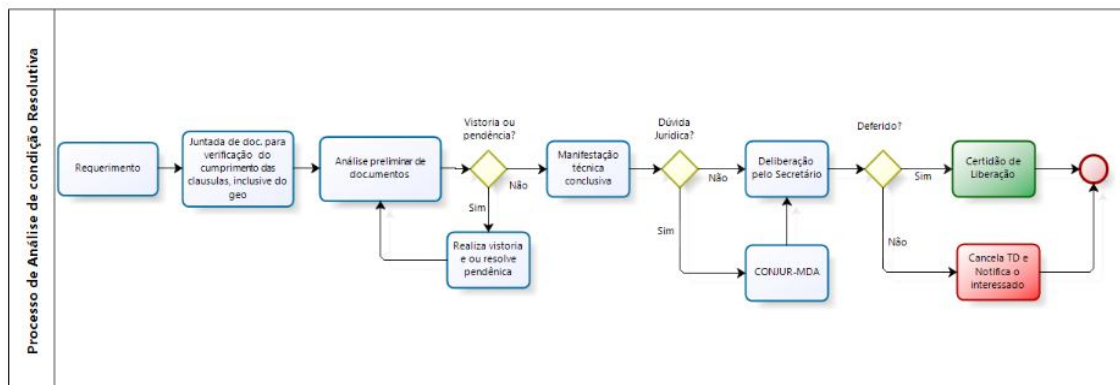 Processo de Análise de condição Resolutiva
Requerimento
Juntada de doc. para
verificação do
cumprimento das
clausulas, inclusive do
geo
Análise preliminar de
documentos
Vistoria ou
pendência?
Não
Sim
Realiza vistoria
e ou resolve
pendênica
Manifestação
técnica
conclusiva
Dúvida
Jurídica?
Não
Sim
CONJUR-MDA
Deliberação
pelo Secretário
Deferido?
Sim
Não
Certidão de
Liberação
Cancela TD e
Notifica o
interessado